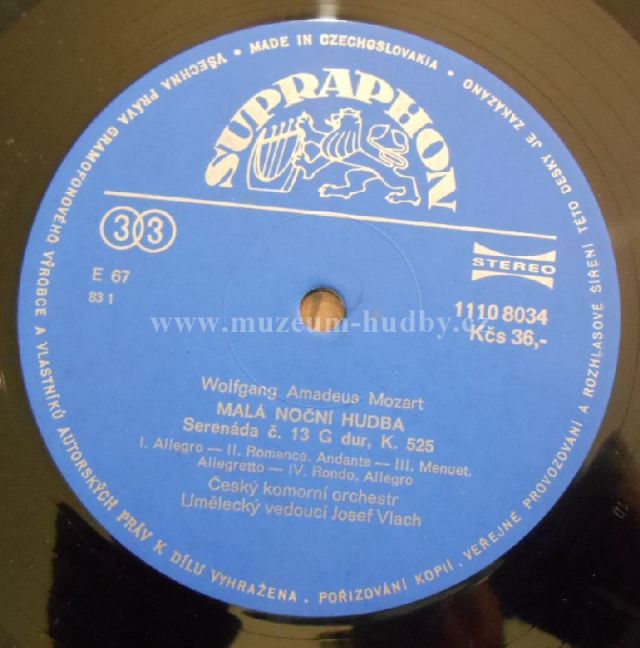 VŠECHNA PRÁVA GRAMOFONOVÉHO VÝROBCE A VLASTNÍKŮ AUTORSKÝCH PRÁV K DÍLU VYHRAŽENA . POŘIZOVÁNÍ KOPIÍ . VEŘEJNÉ PROVOZOVÁNÍ A ROZHLASOVÉ ŠÍŘENÍ TÉTO DESKY JE ZAKÁZÁNO • MADE IN CZECHOSLOVAKIA •
SUPRAPHON
33
STEREO
E 67
83 1
1110 8034
Kčs 36,-
www.muzeum-hudby.cz
Wolfgang Amadeus Mozart
MALÁ NOČNÍ HUDBA
Serenáda č. 13 G dur, K. 525
I. Allegro — II. Romance. Andante — III. Menuet.
Allegretto — IV. Rondo. Allegro
Český komorní orchestr
Umělecký vedoucí Josef Vlach